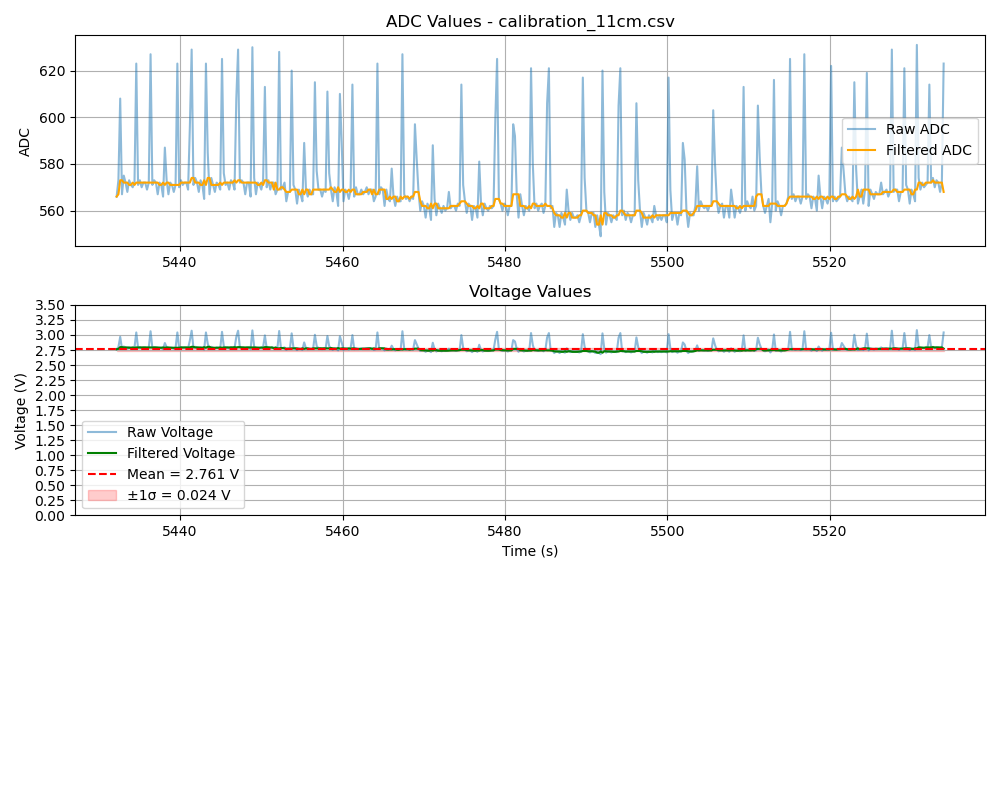 ADC Values - calibration_11cm.csv
620
600
580
560
ADC
Raw ADC
Filtered ADC
5440 5460 5480 5500 5520
Voltage Values
3.50
3.25
3.00
2.75
2.50
2.25
2.00
1.75
1.50
1.25
1.00
0.75
0.50
0.25
0.00
Voltage (V)
Raw Voltage
Filtered Voltage
Mean = 2.761 V
±1σ = 0.024 V
5440 5460 5480 5500 5520
Time (s)